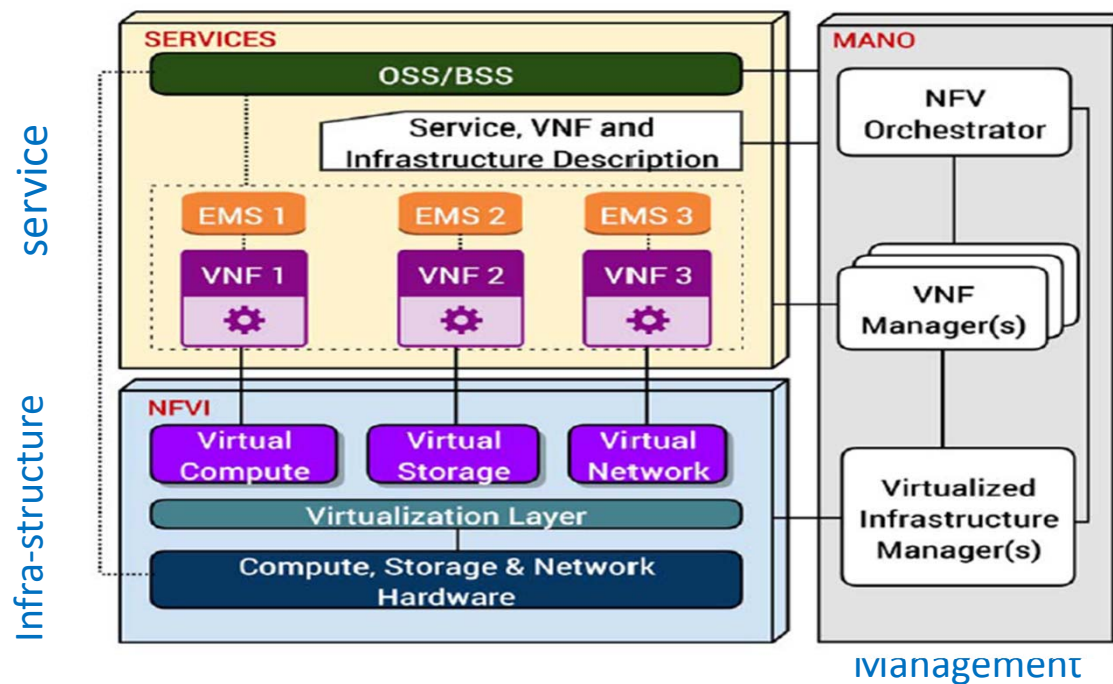 service
SERVICES
OSS/BSS
Service, VNF and
Infrastructure Description
EMS 1
EMS 2
EMS 3
VNF 1
VNF 2
VNF 3
MANO
NFV
Orchestrator
VNF
Manager(s)
Virtualized
Infrastructure
Manager(s)
Infra-structure
NFVI
Virtual
Compute
Virtual
Storage
Virtual
Network
Virtualization Layer
Compute, Storage & Network
Hardware
Management